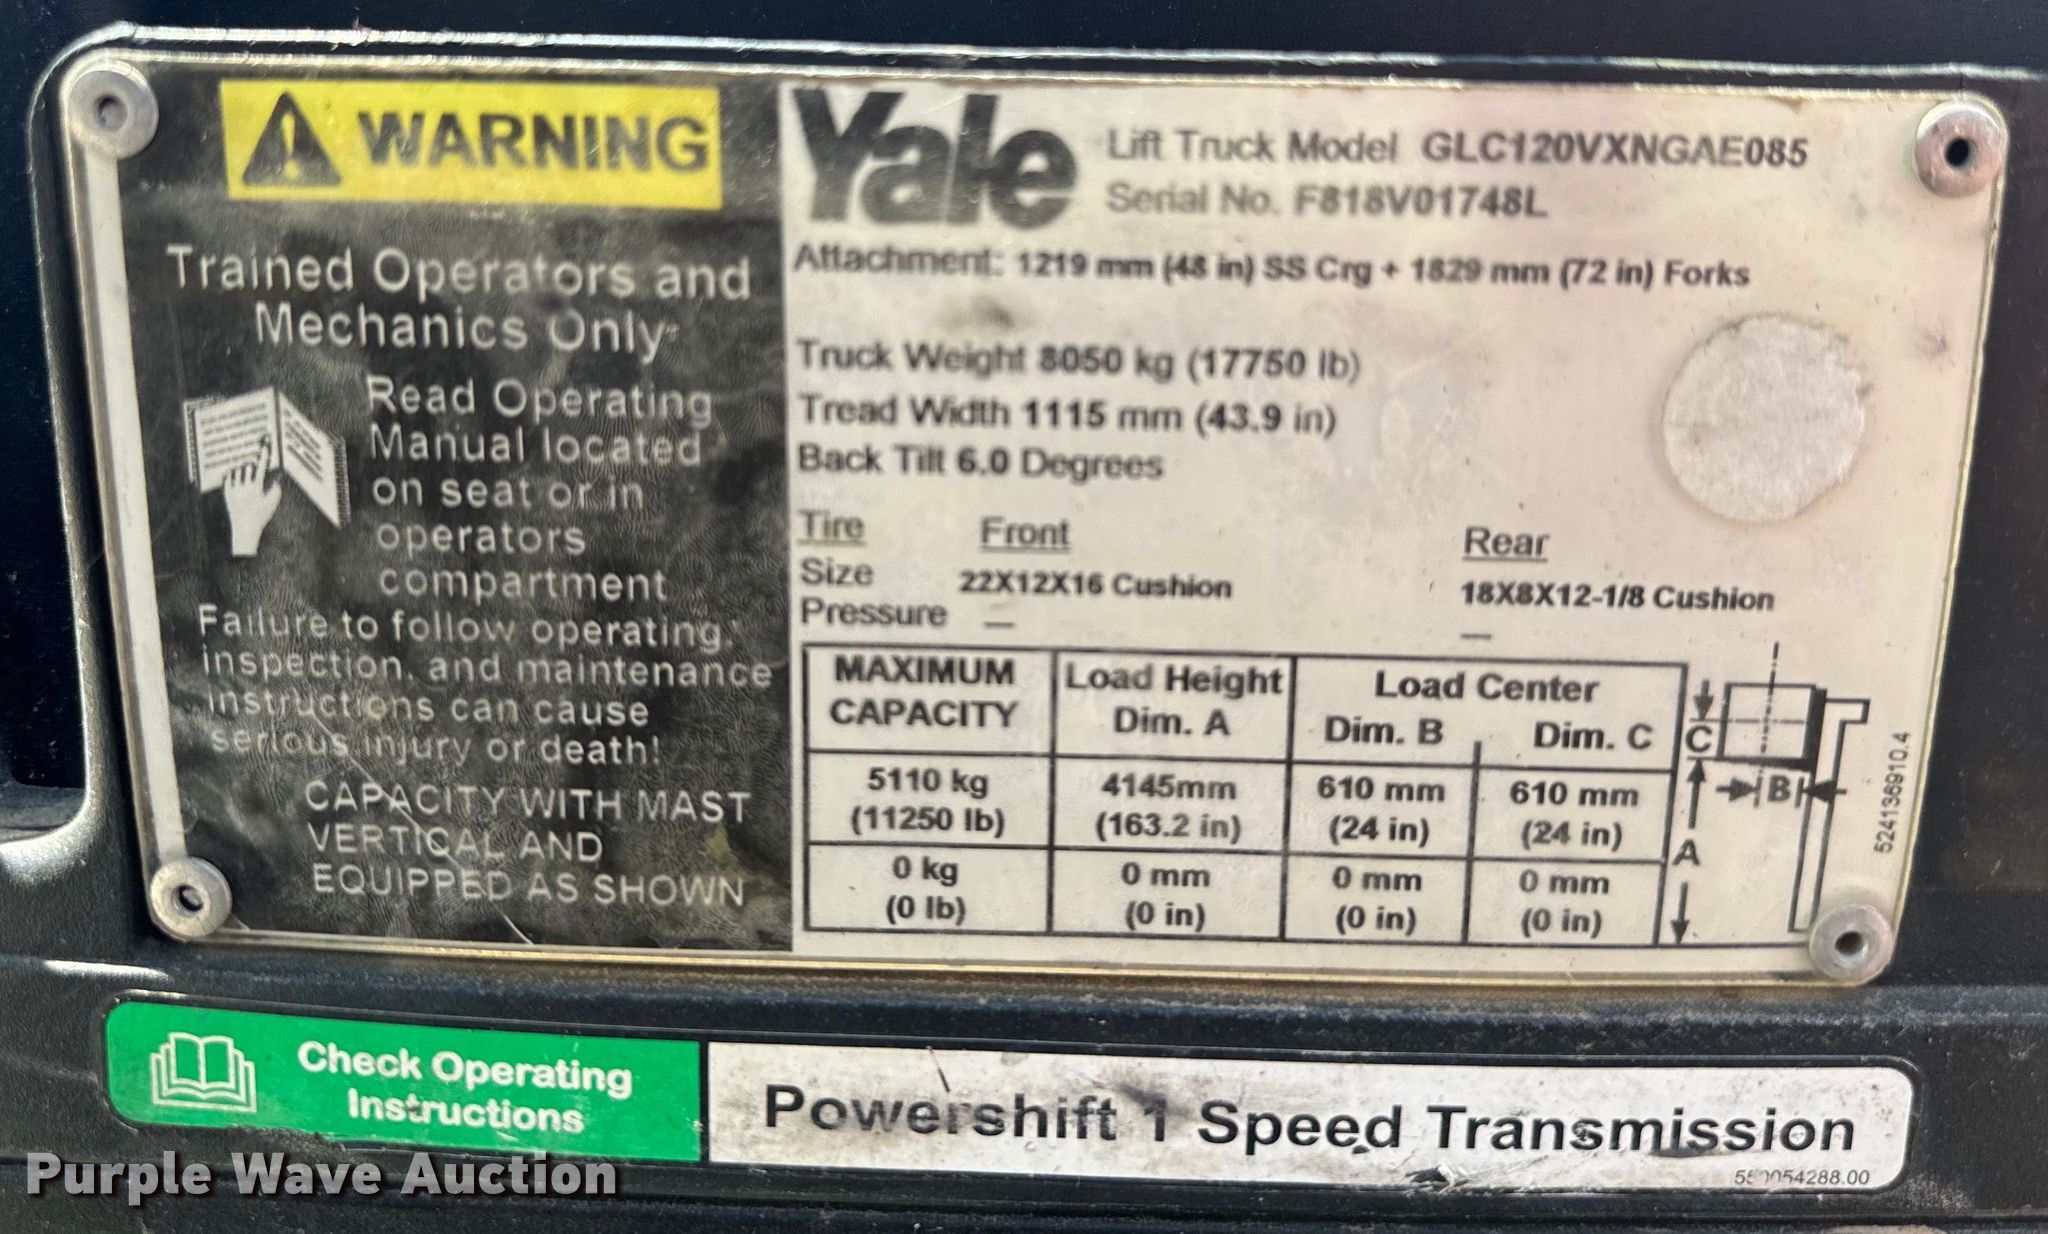 WARNING
Trained Operators and
Mechanics Only
Read Operating
Manual located
on seat or in
operators
compartment
Failure to follow operating,
inspection, and maintenance
instructions can cause
serious injury or death!
CAPACITY WITH MAST
VERTICAL AND
EQUIPPED AS SHOWN
Yale
Lift Truck Model GLC120VXNGAE085
Serial No. F818V01748L
Attachment: 1219 mm (48 in) SS Crg + 1829 mm (72 in) Forks
Truck Weight 8050 kg (17750 lb)
Tread Width 1115 mm (43.9 in)
Back Tilt 6.0 Degrees
Tire Front Rear
Size 22X12X16 Cushion 18X8X12-1/8 Cushion
Pressure — —
MAXIMUM Load Height Load Center
CAPACITY Dim. A Dim. B Dim. C
5110 kg 4145mm 610 mm 610 mm
(11250 lb) (163.2 in) (24 in) (24 in)
0 kg 0 mm 0 mm 0 mm
(0 lb) (0 in) (0 in) (0 in)
C
B
A
524136910.4
Check Operating
Instructions
Powershift 1 Speed Transmission
Purple Wave Auction